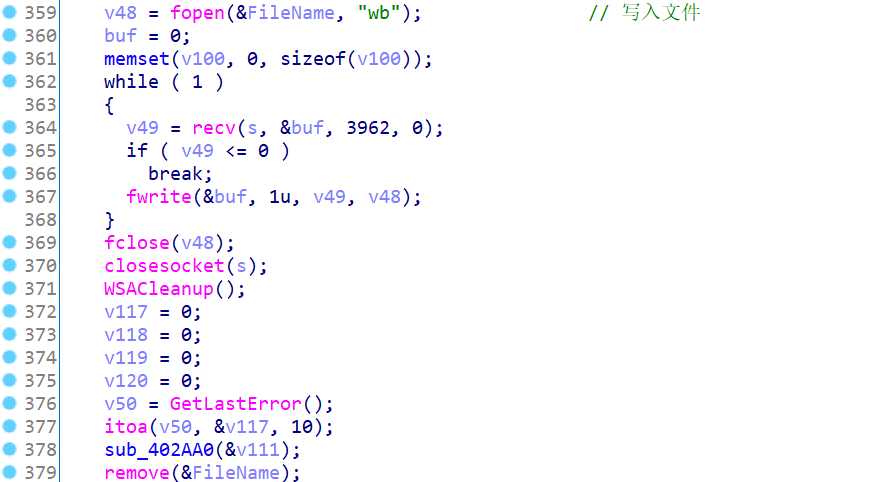 359 v48 = fopen(&FileName, "wb"); // 写入文件
360 buf = 0;
361 memset(v100, 0, sizeof(v100));
362 while ( 1 )
363 {
364 v49 = recv(s, &buf, 3962, 0);
365 if ( v49 <= 0 )
366 break;
367 fwrite(&buf, 1u, v49, v48);
368 }
369 fclose(v48);
370 closesocket(s);
371 WSACleanup();
372 v117 = 0;
373 v118 = 0;
374 v119 = 0;
375 v120 = 0;
376 v50 = GetLastError();
377 itoa(v50, &v117, 10);
378 sub_402AA0(&v111);
379 remove(&FileName);